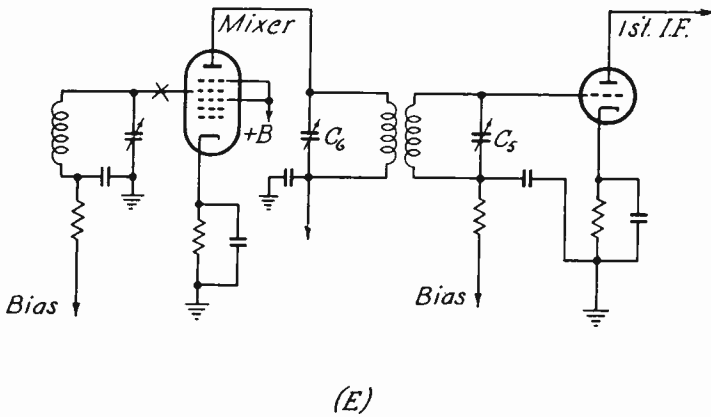 Mixer
1st. I.F.
+B
C6
C5
Bias
Bias
(E)